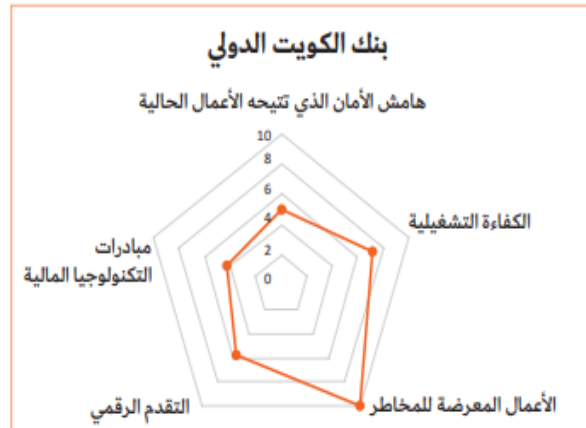 بنك الكويت الدولي
هامش الأمان الذي تتيحه الأعمال الحالية
10
8
6
4
2
0
الكفاءة التشغيلية
مبادرات
التكنولوجيا المالية
الأعمال المعرضة للمخاطر
التقدم الرقمي